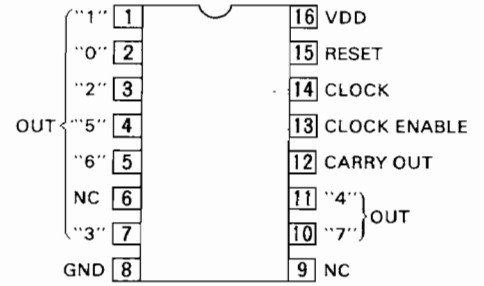 "1" 1 16 VDD
"0" 2 15 RESET
"2" 3 14 CLOCK
OUT "5" 4 13 CLOCK ENABLE
"6" 5 12 CARRY OUT
NC 6 11 "4"
OUT
"3" 7 10 "7"
GND 8 9 NC